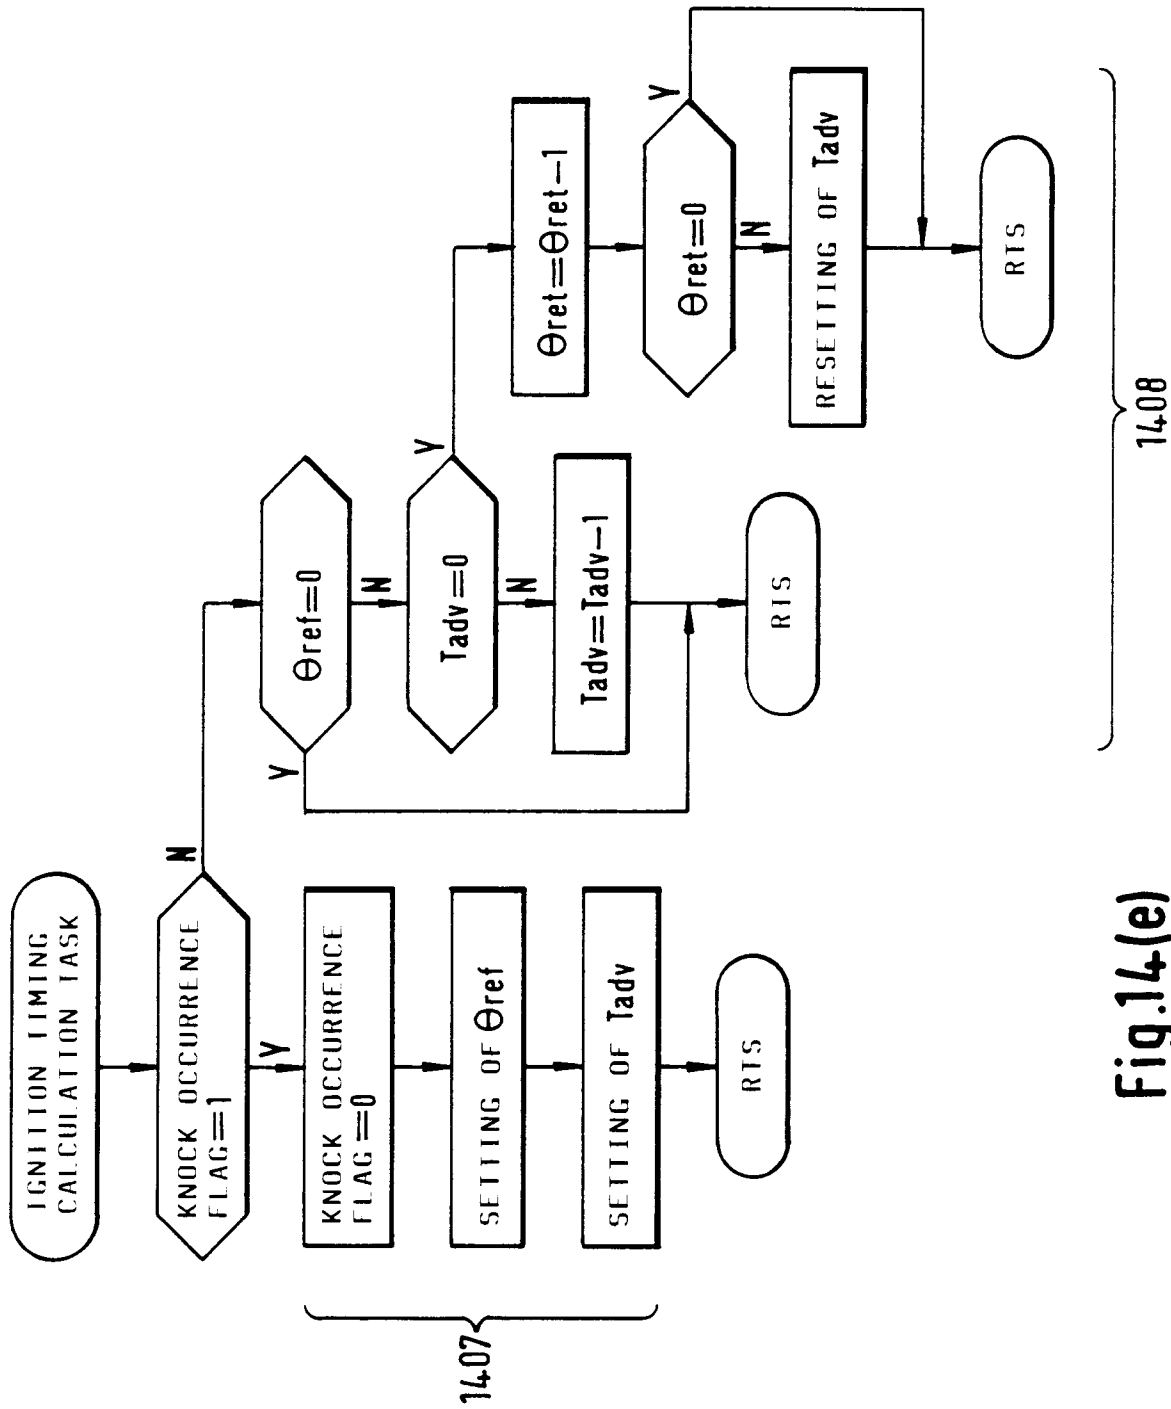 IGNITION TIMING
CALCULATION TASK
KNOCK OCCURRENCE
FLAG=1
N
Y
KNOCK OCCURRENCE
FLAG=0
SETTING OF Θref
SETTING OF Tadv
RTS
1407
Θref=0
Y
N
Tadv=0
Y
N
Tadv=Tadv-1
RTS
Θret=Θret-1
Θret=0
Y
N
RESETTING OF Tadv
RTS
1408
Fig.14(e)